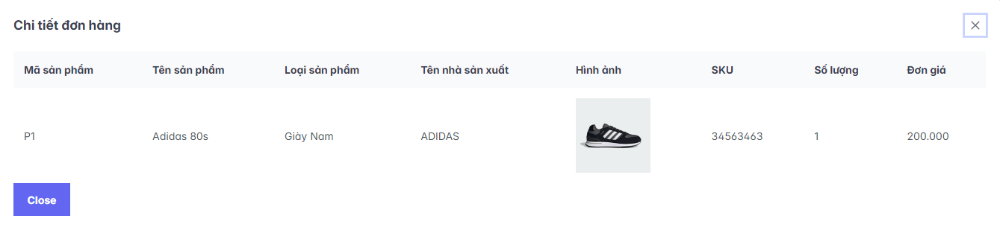 Chi tiết đơn hàng
Mã sản phẩm Tên sản phẩm Loại sản phẩm Tên nhà sản xuất Hình ảnh SKU Số lượng Đơn giá
P1 Adidas 80s Giày Nam ADIDAS 34563463 1 200.000
Close